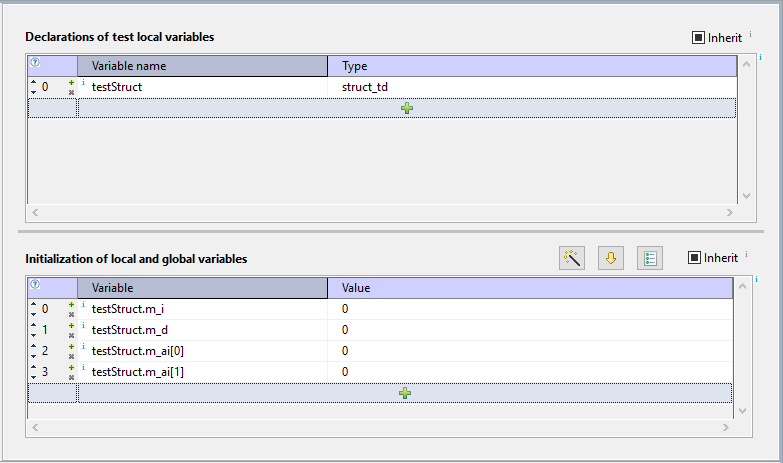 Declarations of test local variables
Inherit i
? Variable name Type i
0 i testStruct struct_td
Initialization of local and global variables
Inherit i
? Variable Value i
0 i testStruct.m_i 0
1 i testStruct.m_d 0
2 i testStruct.m_ai[0] 0
3 i testStruct.m_ai[1] 0